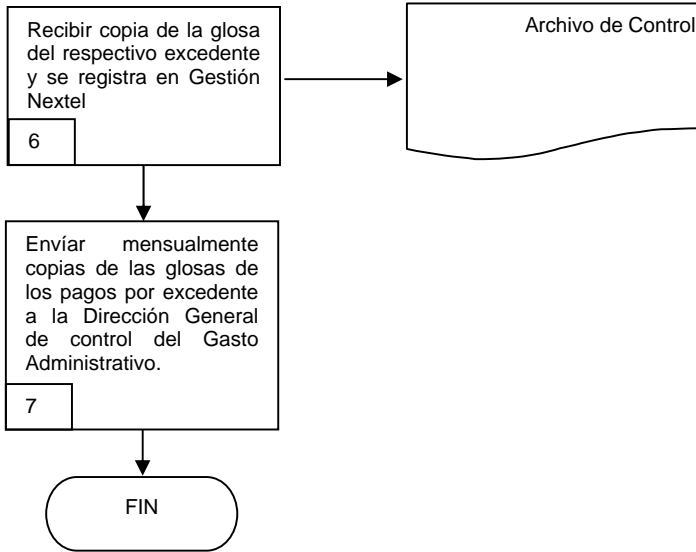 Recibir copia de la glosa
del respectivo excedente
y se registra en Gestión
Nextel
6
Archivo de Control
Envíar mensualmente
copias de las glosas de
los pagos por excedente
a la Dirección General
de control del Gasto
Administrativo.
7
FIN